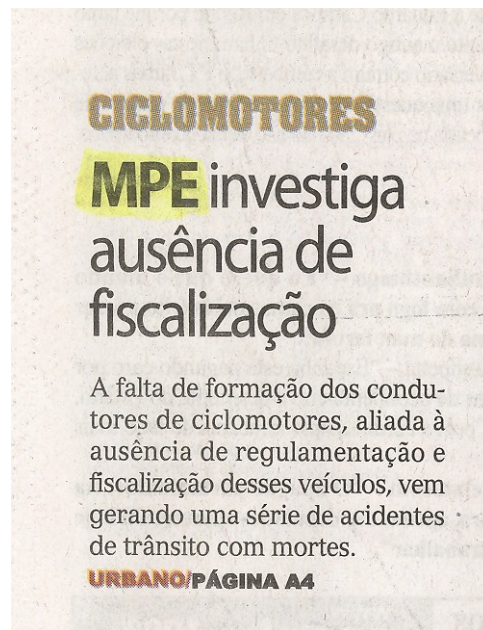 CICLOMOTORES
MPE investiga
ausência de
fiscalização
A falta de formação dos condu-
tores de ciclomotores, aliada à
ausência de regulamentação e
fiscalização desses veículos, vem
gerando uma série de acidentes
de trânsito com mortes.
URBANO/PÁGINA A4